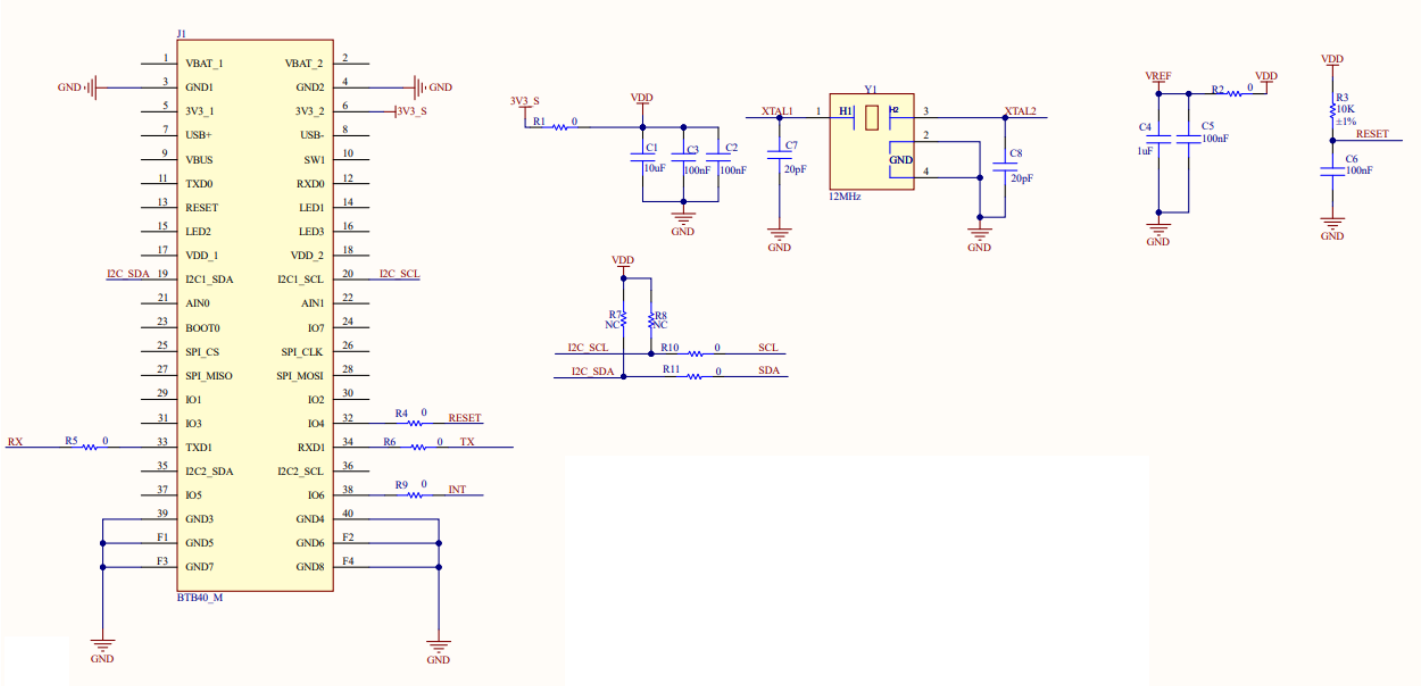 J1
1 VBAT_1 VBAT_2 2
GND 3 GND1 GND2 4 GND
5 3V3_1 3V3_2 6 3V3_S
7 USB+ USB- 8
9 VBUS SW1 10
11 TXD0 RXD0 12
13 RESET LED1 14
15 LED2 LED3 16
17 VDD_1 VDD_2 18
I2C_SDA 19 I2C1_SDA I2C1_SCL 20 I2C_SCL
21 AIN0 AIN1 22
23 BOOT0 IO7 24
25 SPI_CS SPI_CLK 26
27 SPI_MISO SPI_MOSI 28
29 IO1 IO2 30
31 IO3 IO4 32 R4 0 RESET
RX R5 0 33 TXD1 RXD1 34 R6 0 TX
35 I2C2_SDA I2C2_SCL 36
37 IO5 IO6 38 R9 0 INT
39 GND3 GND4 40
F1 GND5 GND6 F2
F3 GND7 GND8 F4
BTB40_M
GND
GND
3V3_S
VDD
R1 0
C1
10uF
C3
100nF
C2
100nF
GND
Y1
XTAL1 1 H1 H2 3 XTAL2
2
GND
4
12MHz
C7
20pF
GND
C8
20pF
GND
VREF
R2 0
VDD
C4
1uF
C5
100nF
GND
VDD
R3
10K
±1%
RESET
C6
100nF
GND
VDD
R7
NC
R8
NC
I2C_SCL R10 0 SCL
I2C_SDA R11 0 SDA